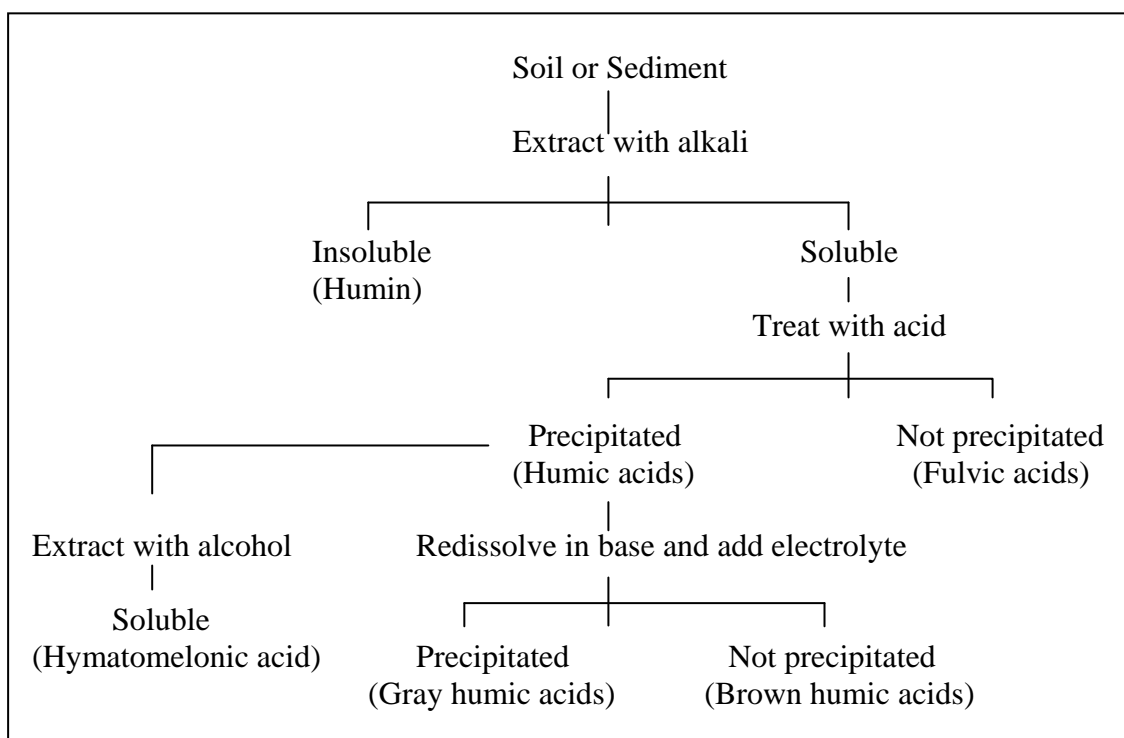 Soil or Sediment
Extract with alkali
Insoluble
(Humin)
Soluble
Treat with acid
Precipitated
(Humic acids)
Not precipitated
(Fulvic acids)
Extract with alcohol
Redissolve in base and add electrolyte
Soluble
(Hymatomelonic acid)
Precipitated
(Gray humic acids)
Not precipitated
(Brown humic acids)